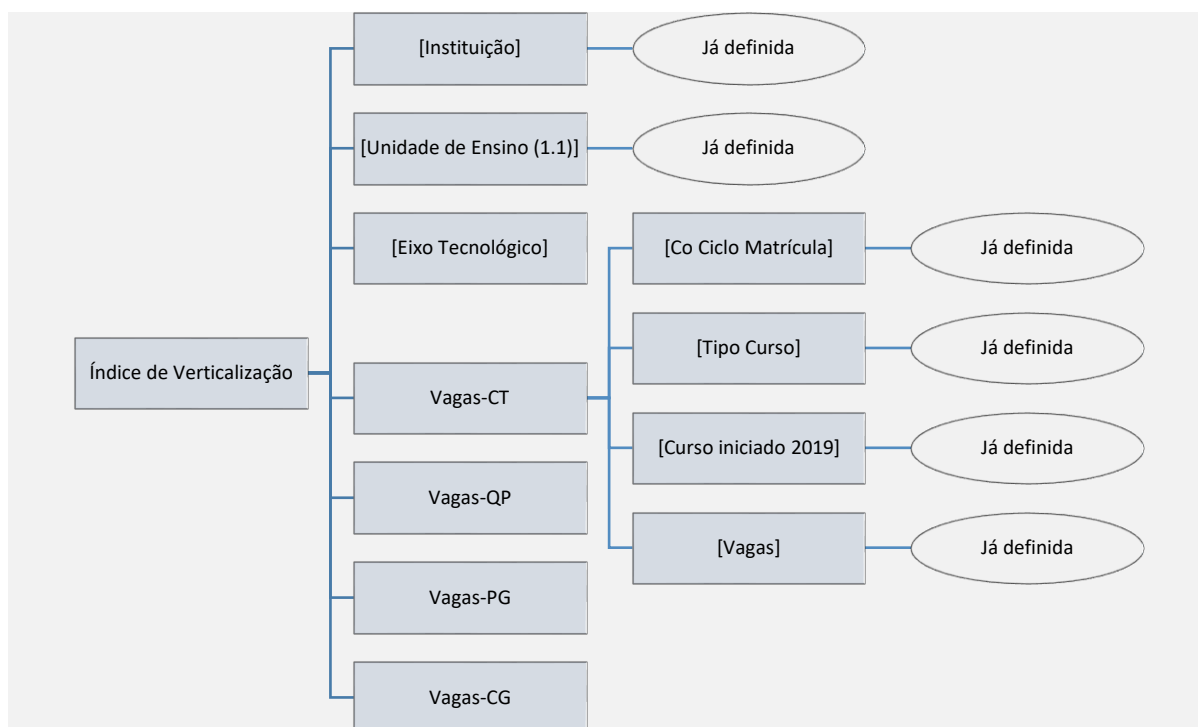 [Instituição]
Já definida
[Unidade de Ensino (1.1)]
Já definida
[Eixo Tecnológico]
[Co Ciclo Matrícula]
Já definida
[Tipo Curso]
Já definida
Índice de Verticalização
Vagas-CT
[Curso iniciado 2019]
Já definida
Vagas-QP
[Vagas]
Já definida
Vagas-PG
Vagas-CG